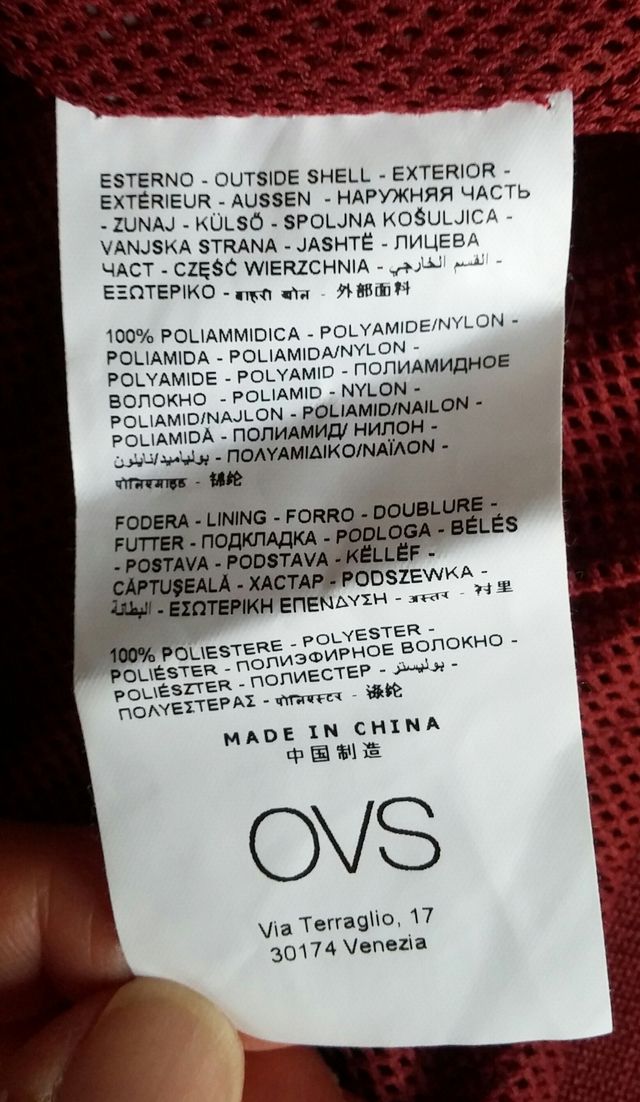 ESTERNO - OUTSIDE SHELL - EXTERIOR -
EXTÉRIEUR - AUSSEN - НАРУЖНЯЯ ЧАСТЬ
- ZUNAJ - KÜLSŐ - SPOLJNA KOŠULJICA -
VANJSKA STRANA - JASHTË - ЛИЦЕВА
ЧАСТ - CZĘŚĆ WIERZCHNIA - القسم الخارجي -
ΕΞΩΤΕΡΙΚΟ - बाहरी खोल - 外部面料
100% POLIAMMIDICA - POLYAMIDE/NYLON -
POLIAMIDA - POLIAMIDA/NYLON -
POLYAMIDE - POLYAMID - ПОЛИАМИДНОЕ
ВОЛОКНО - POLIAMID - NYLON -
POLIAMID/NAJLON - POLIAMID/NAILON -
POLIAMIDĂ - ПОЛИАМИД/ НИЛОН -
بولياميد/نايلون - ΠΟΛΥΑΜΙΔΙΚΟ/ΝΑΪΛΟΝ -
पोलिएमाइड - 锦纶
FODERA - LINING - FORRO - DOUBLURE -
FUTTER - ПОДКЛАДКА - PODLOGA - BÉLÉS
- POSTAVA - PODSTAVA - KËLLËF -
CĂPTUŞEALĂ - ХАСТАР - PODSZEWKA -
البطانة - ΕΣΩΤΕΡΙΚΗ ΕΠΕΝΔΥΣΗ - अस्तर - 衬里
100% POLIESTERE - POLYESTER -
POLIÉSTER - ПОЛИЭФИРНОЕ ВОЛОКНО -
POLIÉSZTER - ПОЛИЕСТЕР - بوليستر -
ΠΟΛΥΕΣΤΕΡΑΣ - पोलिएस्टर - 涤纶
MADE IN CHINA
中国制造
OVS
Via Terraglio, 17
30174 Venezia